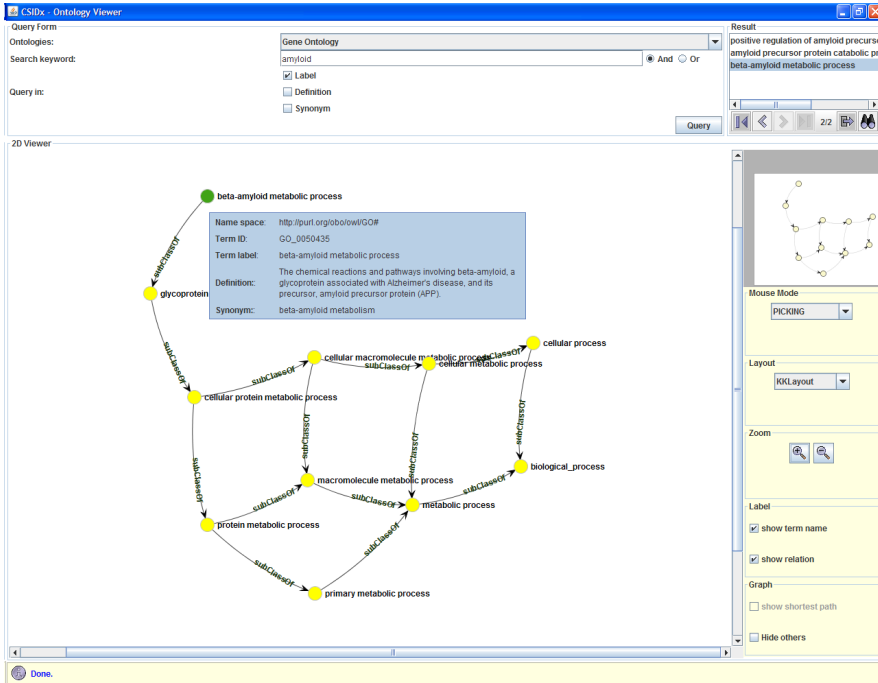 CSIDx - Ontology Viewer
Query Form
Ontologies:
Gene Ontology
Search keyword:
amyloid
And
Or
Label
Query in:
Definition
Synonym
Query
Result
positive regulation of amyloid precurs
amyloid precursor protein catabolic pr
beta-amyloid metabolic process
2/2
2D Viewer
beta-amyloid metabolic process
Name space: http://purl.org/obo/owl/GO#
Term ID: GO_0050435
Term label: beta-amyloid metabolic process
Definition:: The chemical reactions and pathways involving beta-amyloid, a
glycoprotein associated with Alzheimer's disease, and its
precursor, amyloid precursor protein (APP).
Synonym:: beta-amyloid metabolism
subClassOf
glycoprotein
subClassOf
cellular process
cellular macromolecule metabolic process
subClassOf
subClassOf
cellular metabolic process
subClassOf
cellular protein metabolic process
subClassOf
subClassOf
subClassOf
subClassOf
biological_process
macromolecule metabolic process
subClassOf
subClassOf
subClassOf
subClassOf
metabolic process
protein metabolic process
subClassOf
subClassOf
primary metabolic process
Mouse Mode
PICKING
Layout
KKLayout
Zoom
Label
show term name
show relation
Graph
show shortest path
Hide others
Done.